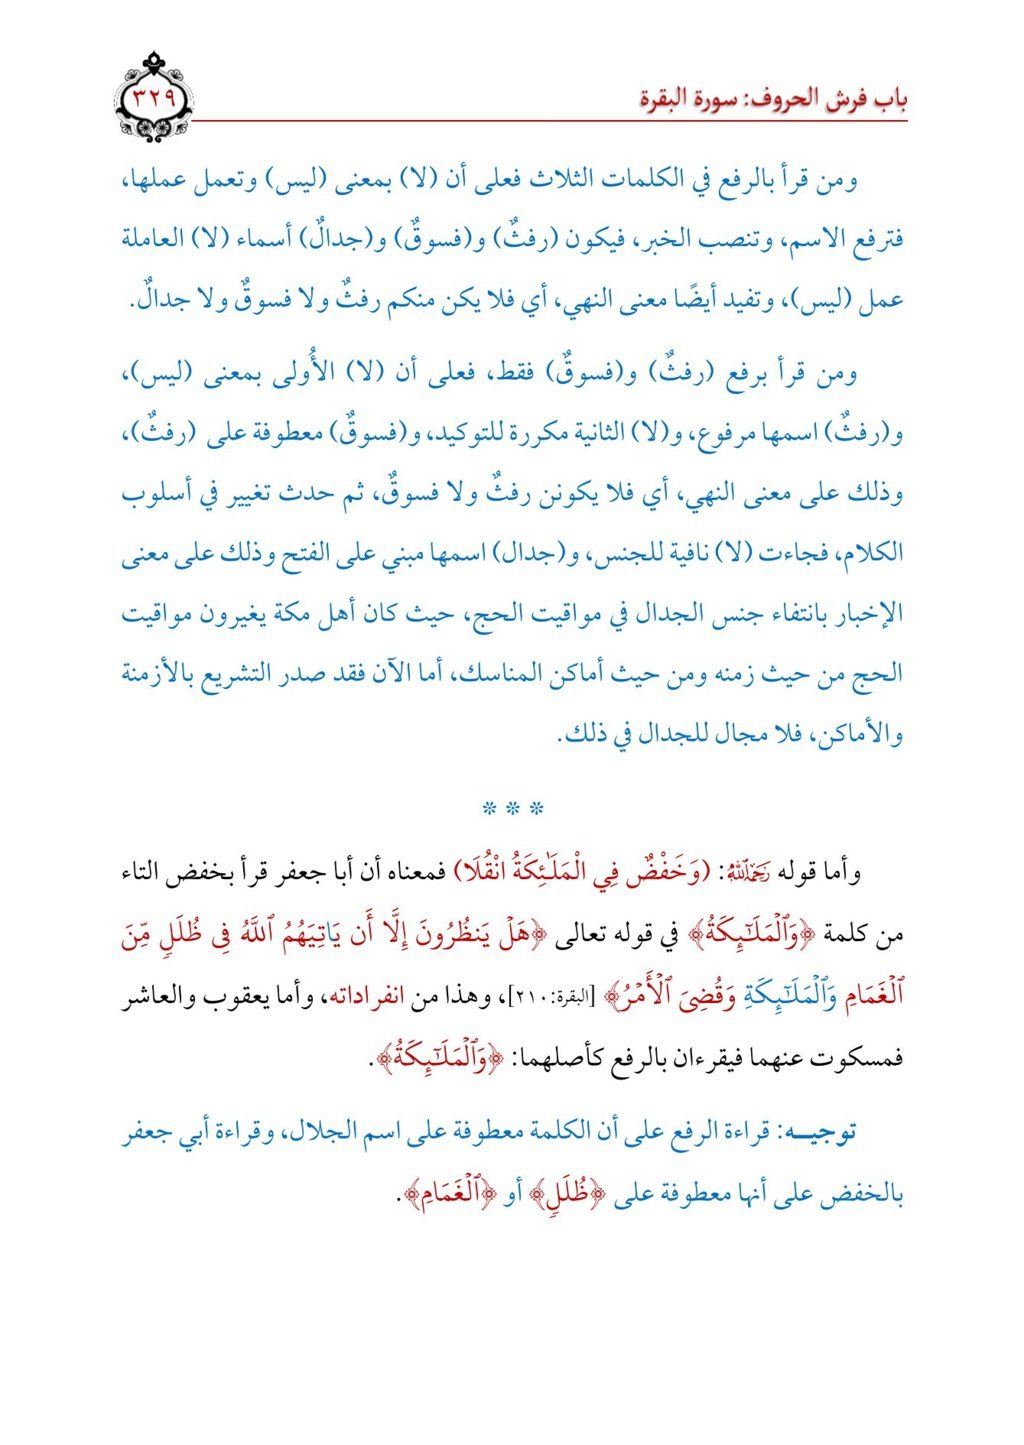 باب فرش الحروف: سورة البقرة
٣٢٩
ومن قرأ بالرفع في الكلمات الثلاث فعلى أن (لا) بمعنى (ليس) وتعمل عملها،
فترفع الاسم، وتنصب الخبر، فيكون (رفثٌ) و(فسوقٌ) و(جدالٌ) أسماء (لا) العاملة
عمل (ليس)، وتفيد أيضًا معنى النهي، أي فلا يكن منكم رفثٌ ولا فسوقٌ ولا جدالٌ.
ومن قرأ برفع (رفثٌ) و(فسوقٌ) فقط، فعلى أن (لا) الأُولى بمعنى (ليس)،
و(رفثٌ) اسمها مرفوع، و(لا) الثانية مكررة للتوكيد، و(فسوقٌ) معطوفة على (رفثٌ)،
وذلك على معنى النهي، أي فلا يكونن رفثٌ ولا فسوقٌ، ثم حدث تغيير في أسلوب
الكلام، فجاءت (لا) نافية للجنس، و(جدال) اسمها مبني على الفتح وذلك على معنى
الإخبار بانتفاء جنس الجدال في مواقيت الحج، حيث كان أهل مكة يغيرون مواقيت
الحج من حيث زمنه ومن حيث أماكن المناسك، أما الآن فقد صدر التشريع بالأزمنة
والأماكن، فلا مجال للجدال في ذلك.
* * *
وأما قوله رَحِمَهُ ٱللَّهُ: (وَخَفْضٌ فِي الْمَلَـٰئِكَةُ انْقُلَا) فمعناه أن أبا جعفر قرأ بخفض التاء
من كلمة ﴿وَٱلۡمَلَـٰٓئِكَةُ﴾ في قوله تعالى ﴿هَلۡ يَنظُرُونَ إِلَّآ أَن يَاتِيَهُمُ ٱللَّهُ فِى ظُلَلٖ مِّنَ
ٱلۡغَمَامِ وَٱلۡمَلَـٰٓئِكَةِ وَقُضِىَ ٱلۡأَمۡرُ﴾ [البقرة:٢١٠]، وهذا من انفراداته، وأما يعقوب والعاشر
فمسكوت عنهما فيقرءان بالرفع كأصلهما: ﴿وَٱلۡمَلَـٰٓئِكَةُ﴾.
توجيـــه: قراءة الرفع على أن الكلمة معطوفة على اسم الجلال، وقراءة أبي جعفر
بالخفض على أنها معطوفة على ﴿ظُلَلٖ﴾ أو ﴿ٱلۡغَمَامِ﴾.